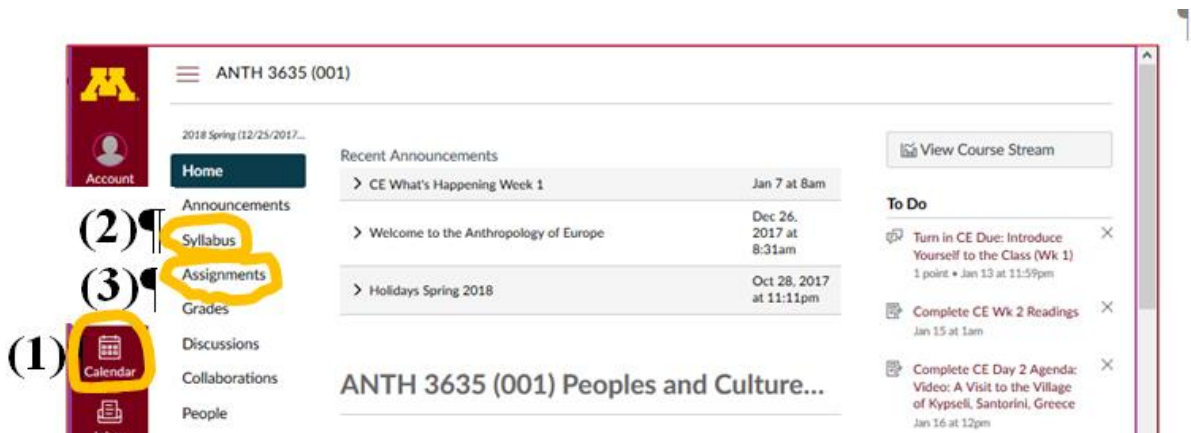 ¶
ANTH 3635 (001)
Account
2018 Spring (12/25/2017...
Home
Announcements
(2)¶
Syllabus
(3)¶
Assignments
Grades
(1)
Calendar
Discussions
Collaborations
People
Recent Announcements
CE What's Happening Week 1 Jan 7 at 8am
Welcome to the Anthropology of Europe
Dec 26,
2017 at
8:31am
Holidays Spring 2018
Oct 28, 2017
at 11:11pm
ANTH 3635 (001) Peoples and Culture...
View Course Stream
To Do
Turn in CE Due: Introduce
Yourself to the Class (Wk 1)
1 point • Jan 13 at 11:59pm
Complete CE Wk 2 Readings
Jan 15 at 1am
Complete CE Day 2 Agenda:
Video: A Visit to the Village
of Kypseli, Santorini, Greece
Jan 16 at 12pm